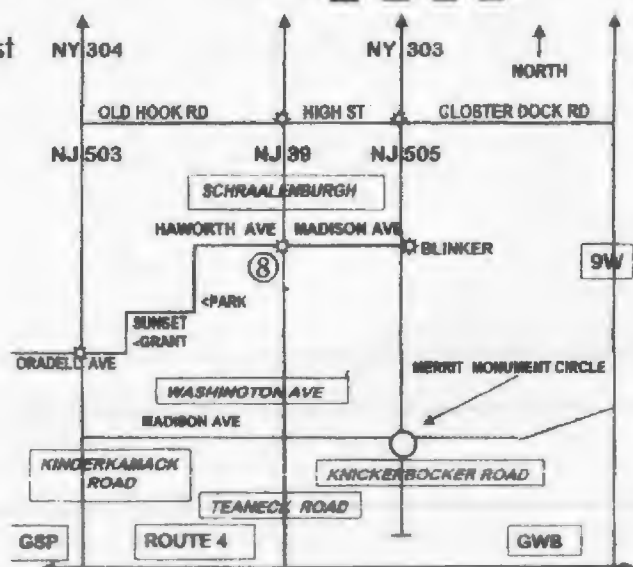 st
NY 304
NY 303
NORTH
OLD HOOK RD
HIGH ST
CLOSTER DOCK RD
NJ 503
NJ 39
NJ 505
SCHRAALENBURGH
HAWORTH AVE
MADISON AVE
BLINKER
8
9W
<PARK
SUNSET
<GRANT
ORADELL AVE
MERRIT MONUMENT CIRCLE
WASHINGTON AVE
MADISON AVE
KINDERKAMACK
ROAD
KNICKERBOCKER ROAD
TEANECK ROAD
GSP
ROUTE 4
GWB